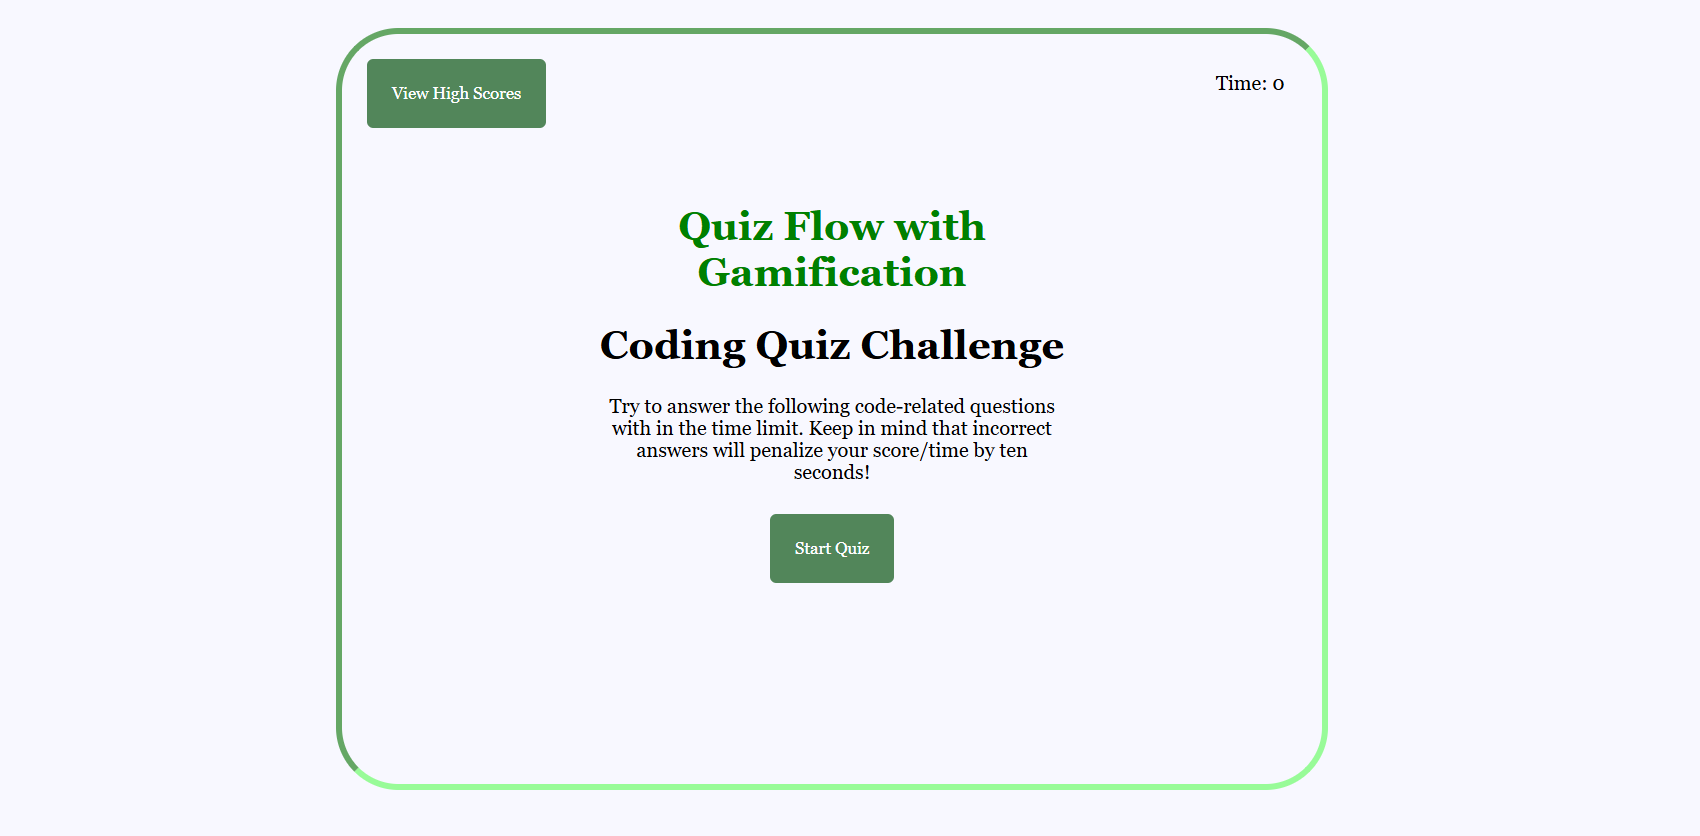 View High Scores
Time: 0
Quiz Flow with
Gamification
Coding Quiz Challenge
Try to answer the following code-related questions
with in the time limit. Keep in mind that incorrect
answers will penalize your score/time by ten
seconds!
Start Quiz